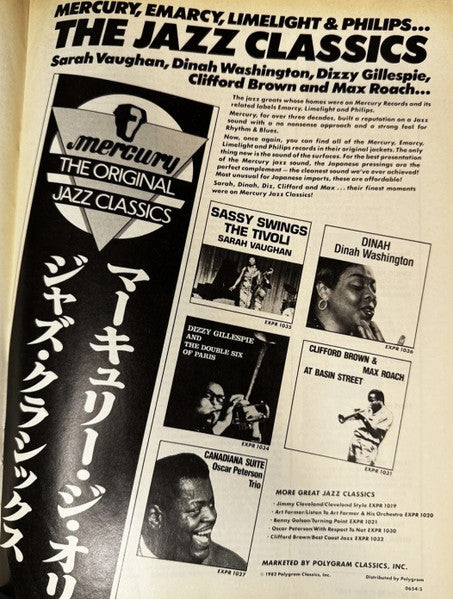 MERCURY, EMARCY, LIMELIGHT & PHILIPS...
THE JAZZ CLASSICS
Sarah Vaughan, Dinah Washington, Dizzy Gillespie,
Clifford Brown and Max Roach...
The jazz greats whose homes were on Mercury Records and its
related labels Emarcy, Limelight and Philips.
Mercury, for over three decades, built a reputation on a Jazz
sound with a no nonsense approach and a strong feel for
Rhythm & Blues.
Now, once again, you can find all of the Mercury, Emarcy,
Limelight and Philips records in their original jackets. The only
thing new is the sound of the surfaces. For the best presentation
of the Mercury jazz sound, the Japanese pressings are the
perfect complement – the cleanest sound we've ever achieved!
Most unusual for Japanese imports, these are affordable!
Sarah, Dinah, Diz, Clifford and Max ... their finest moments
were on Mercury Jazz Classics!
mercury
THE ORIGINAL
JAZZ CLASSICS
マーキュリー・ジ・オリ
ジャズ・クラシックス
SASSY SWINGS
THE TIVOLI
SARAH VAUGHAN
EXPR 1035
DINAH
Dinah Washington
EXPR 1036
DIZZY GILLESPIE
AND
THE DOUBLE SIX
OF PARIS
EXPR 1034
CLIFFORD BROWN &
MAX ROACH
AT BASIN STREET
EXPR 1031
CANADIANA SUITE
Oscar Peterson
Trio
EXPR 1037
MORE GREAT JAZZ CLASSICS
· Jimmy Cleveland/Cleveland Style EXPR 1019
· Art Farmer/Listen To Art Farmer & His Orchestra EXPR 1020
· Benny Golson/Turning Point EXPR 1021
· Oscar Peterson/With Respect To Nat EXPR 1030
· Clifford Brown/Best Coast Jazz EXPR 1032
MARKETED BY POLYGRAM CLASSICS, INC.
© 1982 Polygram Classics, Inc.
Distributed by Polygram